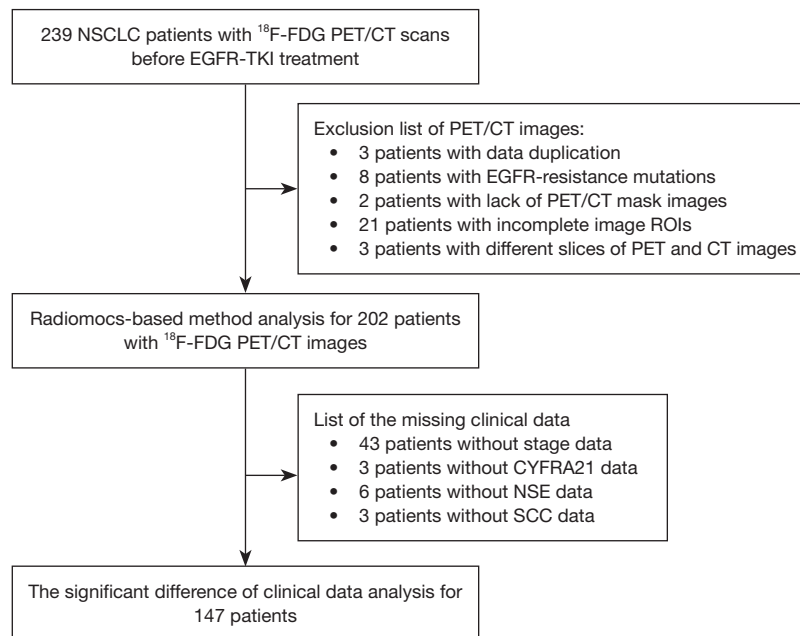 239 NSCLC patients with ¹⁸F-FDG PET/CT scans
before EGFR-TKI treatment
Exclusion list of PET/CT images:
• 3 patients with data duplication
• 8 patients with EGFR-resistance mutations
• 2 patients with lack of PET/CT mask images
• 21 patients with incomplete image ROIs
• 3 patients with different slices of PET and CT images
Radiomocs-based method analysis for 202 patients
with ¹⁸F-FDG PET/CT images
List of the missing clinical data
• 43 patients without stage data
• 3 patients without CYFRA21 data
• 6 patients without NSE data
• 3 patients without SCC data
The significant difference of clinical data analysis for
147 patients